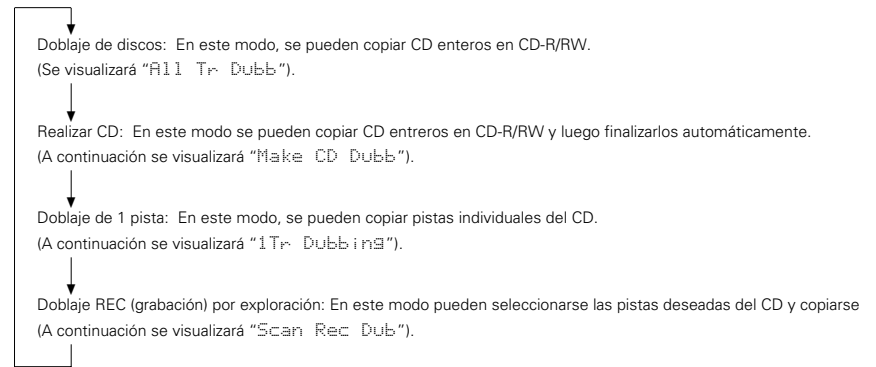 Doblaje de discos: En este modo, se pueden copiar CD enteros en CD-R/RW.
(Se visualizará “All Tr Dubb”).
Realizar CD: En este modo se pueden copiar CD entreros en CD-R/RW y luego finalizarlos automáticamente.
(A continuación se visualizará “Make CD Dubb”).
Doblaje de 1 pista: En este modo, se pueden copiar pistas individuales del CD.
(A continuación se visualizará “1Tr Dubbing”).
Doblaje REC (grabación) por exploración: En este modo pueden seleccionarse las pistas deseadas del CD y copiarse
(A continuación se visualizará “Scan Rec Dub”).